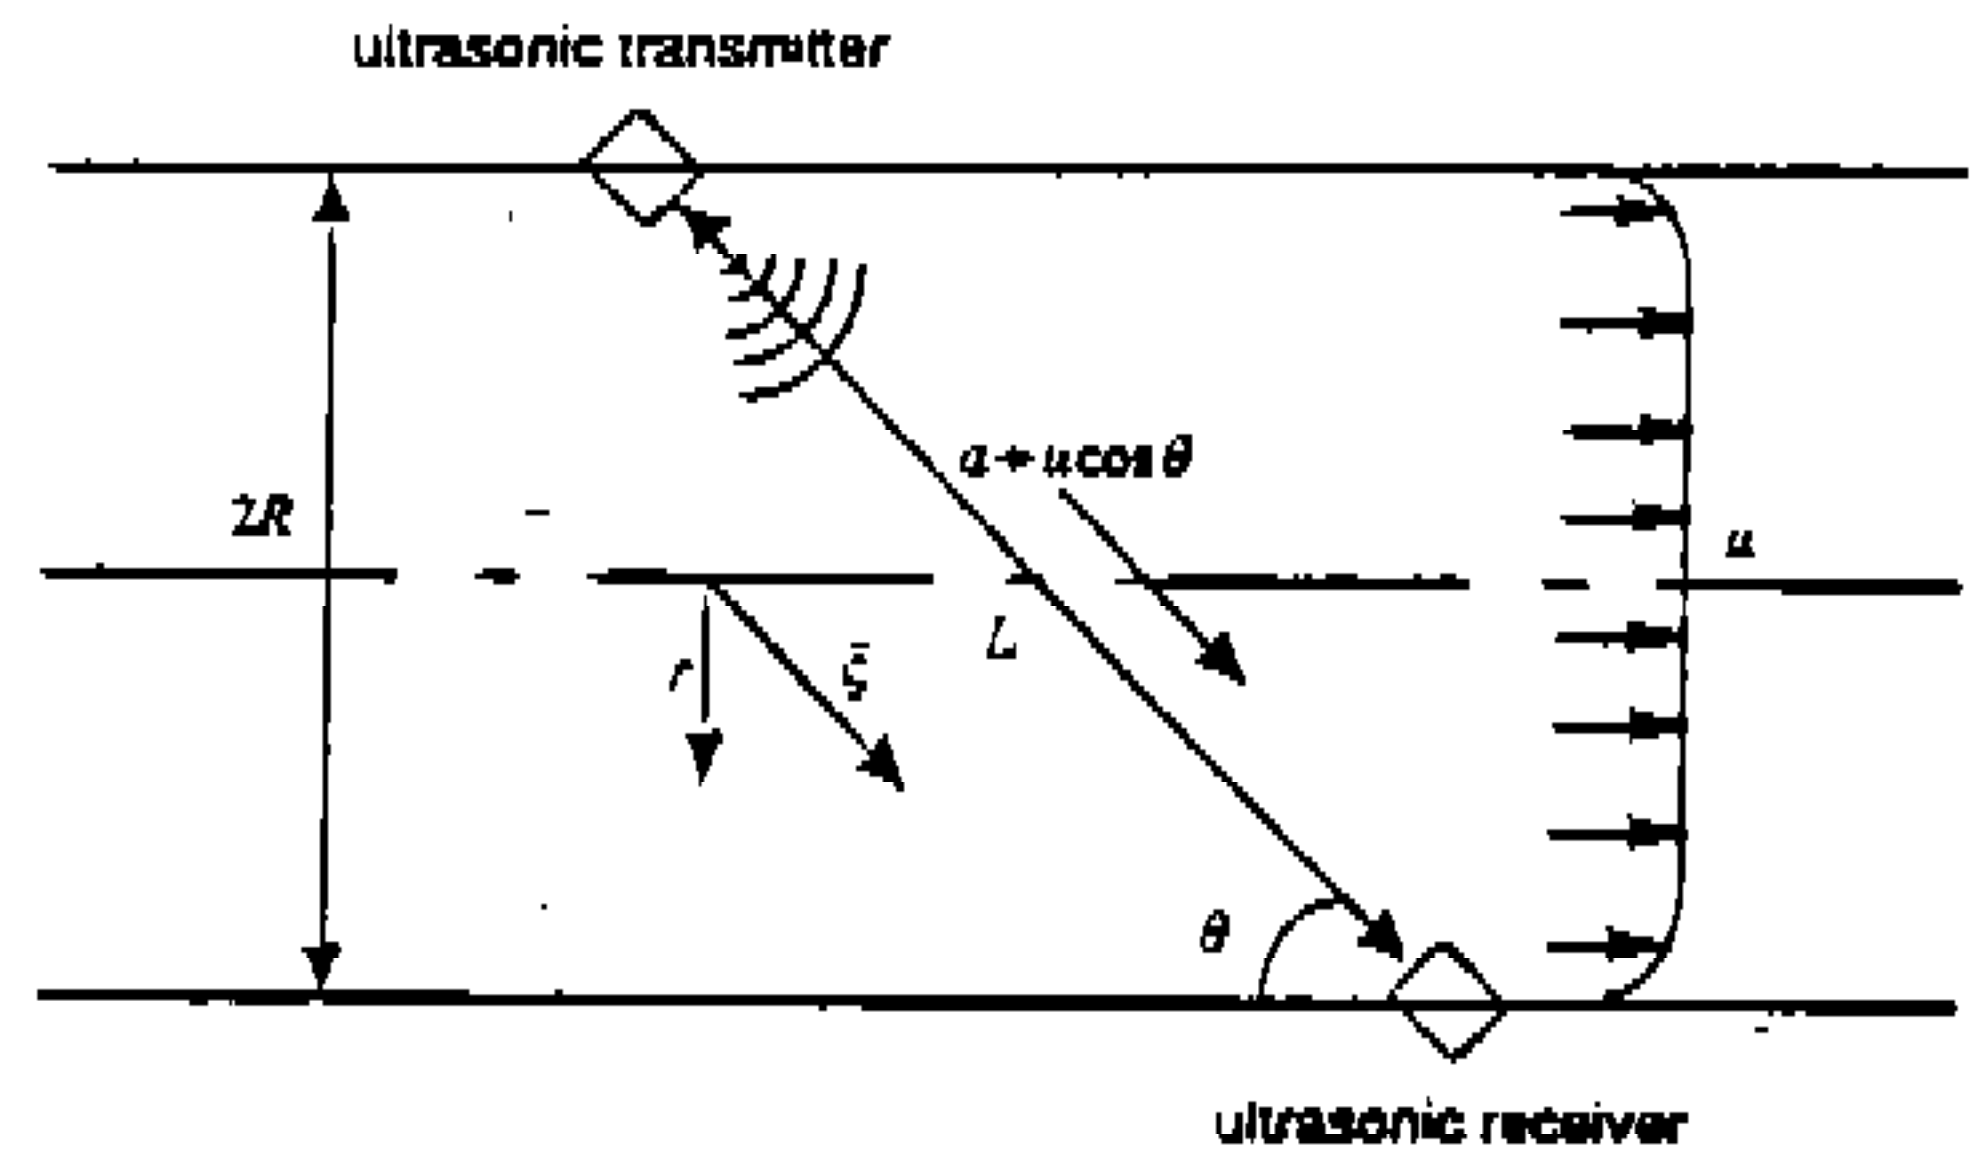 ultrasonic transmitter
a + u cos θ
2R
u
L
r
ξ
θ
ultrasonic receiver